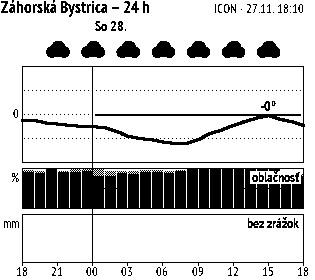 Záhorská Bystrica – 24 h
ICON · 27.11. 18:10
So 28.
0
-0°
%
oblačnosť
mm
bez zrážok
18 21 00 03 06 09 12 15 18